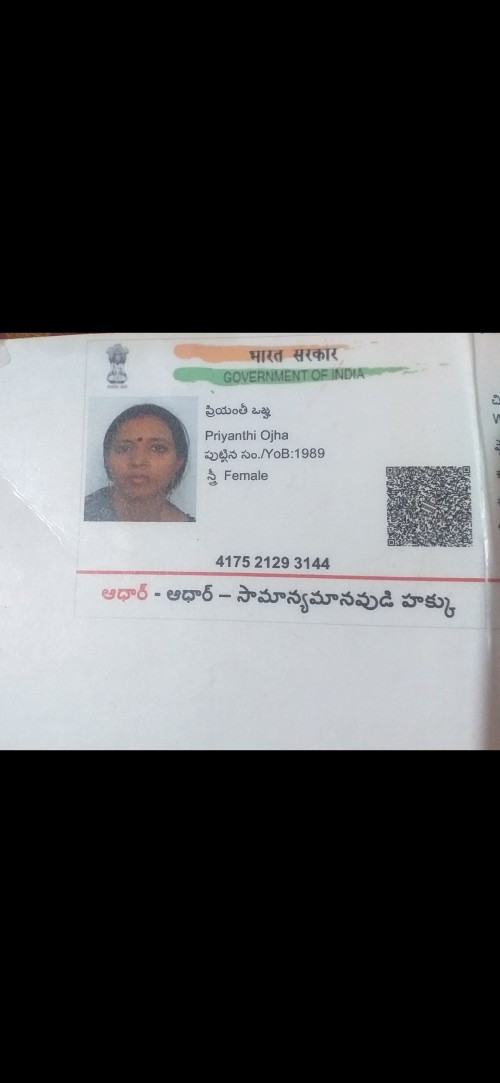 भारत सरकार
GOVERNMENT OF INDIA
ప్రియంతీ ఒఝ
Priyanthi Ojha
పుట్టిన సం./YoB:1989
స్త్రీ Female
4175 2129 3144
ఆధార్ - ఆధార్ – సామాన్యమానవుడి హక్కు